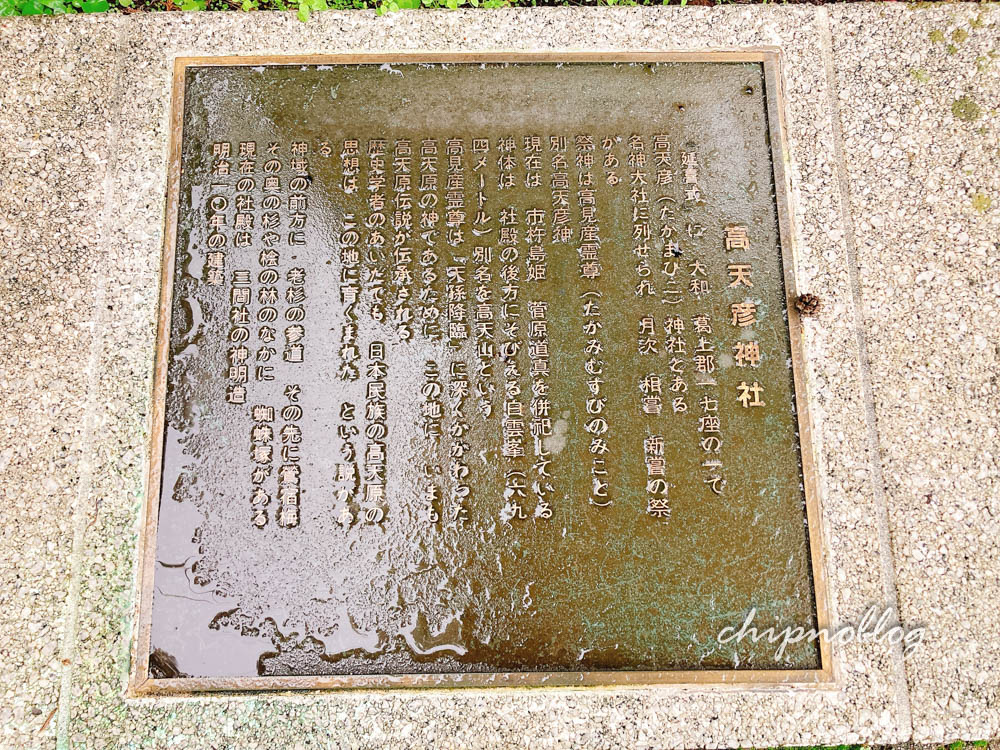 高天彦神社
延喜式 に 大和 葛上郡一七座の一で
高天彦（たかまひこ）神社とある
名神大社に列せられ 月次 相嘗 新嘗の祭
がある
祭神は高見産霊尊（たかみむすびのみこと）
別名高天彦神
現在は 市杵島姫 菅原道真を併祀している
神体は 社殿の後方にそびえる白雲峯（六九
四メートル）別名を高天山という
高見産霊尊は「天孫降臨」に深くかかわった
高天原の神であるために この地に いまも
高天原伝説が伝承される
歴史学者のあいだでも 日本民族の高天原の
思想は この地に育くまれた という説があ
る
神域の前方に 老杉の参道 その先に鶯宿梅
その奥の杉や桧の林のなかに 蜘蛛塚がある
現在の社殿は 三間社の神明造
明治一〇年の建築
chipnoblog